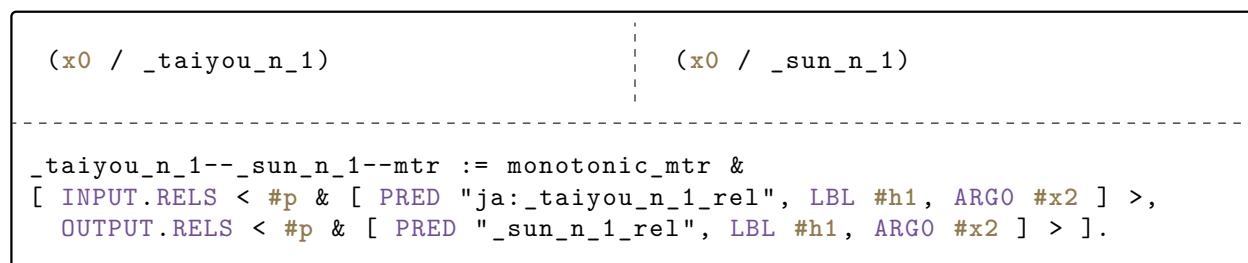 (x0 / _taiyou_n_1) (x0 / _sun_n_1)
_taiyou_n_1--_sun_n_1--mtr := monotonic_mtr &
[ INPUT.RELS < #p & [ PRED "ja:_taiyou_n_1_rel", LBL #h1, ARG0 #x2 ] >,
OUTPUT.RELS < #p & [ PRED "_sun_n_1_rel", LBL #h1, ARG0 #x2 ] > ].